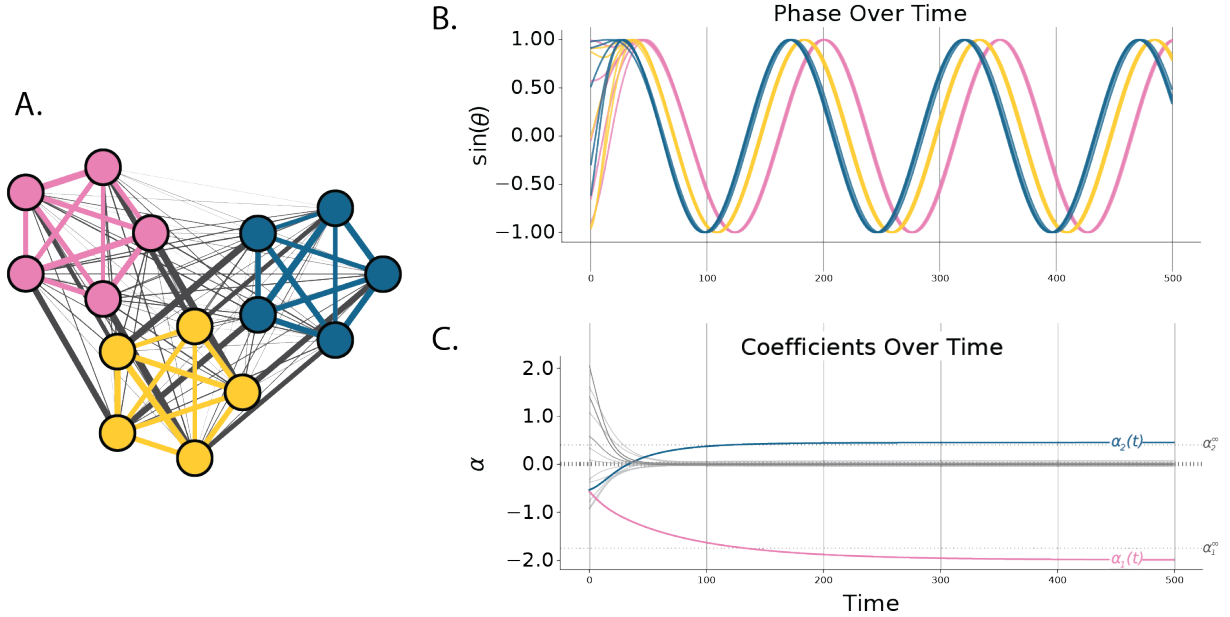 A.
B.
Phase Over Time
sin(θ)
1.00
0.50
0.00
−0.50
−1.00
0 100 200 300 400 500
C.
Coefficients Over Time
α
2.0
1.0
0.0
−1.0
−2.0
α₂(t)
α₂^∞
α₁(t)
α₁^∞
0 100 200 300 400 500
Time